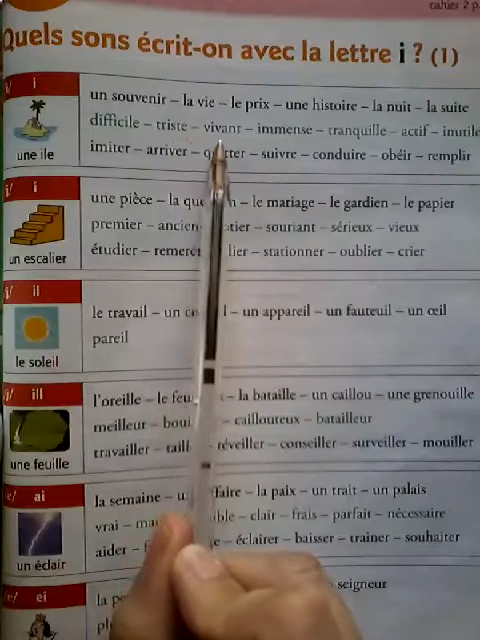 cahier 2 p.
Quels sons écrit-on avec la lettre i ? (1)
i/ i
un souvenir – la vie – le prix – une histoire – la nuit – la suite
difficile – triste – vivant – immense – tranquille – actif – inutile
imiter – arriver – – suivre – conduire – obéir – remplir
une ile
j/ i
une pièce – la – le mariage – le gardien – le papier
premier – ancien – souriant – sérieux – vieux
étudier – – stationner – oublier – crier
un escalier
j/ il
le travail – un – un appareil – un fauteuil – un œil
pareil
le soleil
j/ ill
l'oreille – le – la bataille – un caillou – une grenouille
meilleur – – caillouteux – batailleur
travailler – – réveiller – conseiller – surveiller – mouiller
une feuille
ai
la semaine – – la paix – un trait – un palais
vrai – – clair – frais – parfait – nécessaire
aider – – éclairer – baisser – trainer – souhaiter
un éclair
ei
la
seigneur